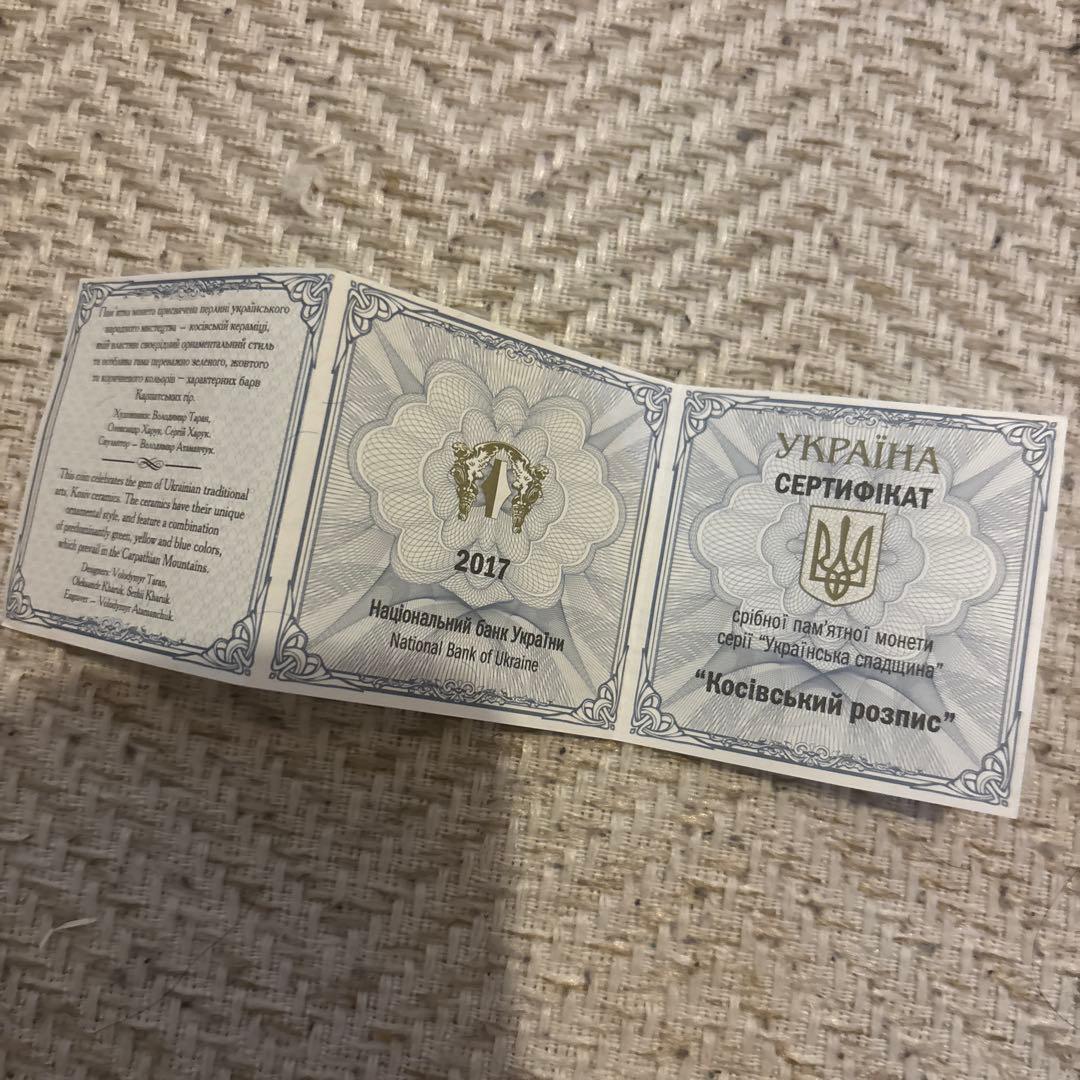 Пам'ятна монета присвячена перлині українського
народного мистецтва – косівській кераміці,
якій властиві своєрідний орнаментальний стиль
та особлива гама переважно зеленого, жовтого
та коричневого кольорів – характерних барв
Карпатських гір.
Художники: Володимир Таран,
Олександр Харук, Сергій Харук.
Скульптор – Володимир Атаманчук.
This coin celebrates the gem of Ukrainian traditional
arts, Kosiv ceramics. The ceramics have their unique
ornamental style, and feature a combination
of predominantly green, yellow and blue colors,
which prevail in the Carpathian Mountains.
Designers: Volodymyr Taran,
Oleksandr Kharuk, Serhii Kharuk.
Engraver – Volodymyr Atamanchuk.
2017
Національний банк України
National Bank of Ukraine
УКРАЇНА
СЕРТИФІКАТ
срібної пам'ятної монети
серії “Українська спадщина”
“Косівський розпис”